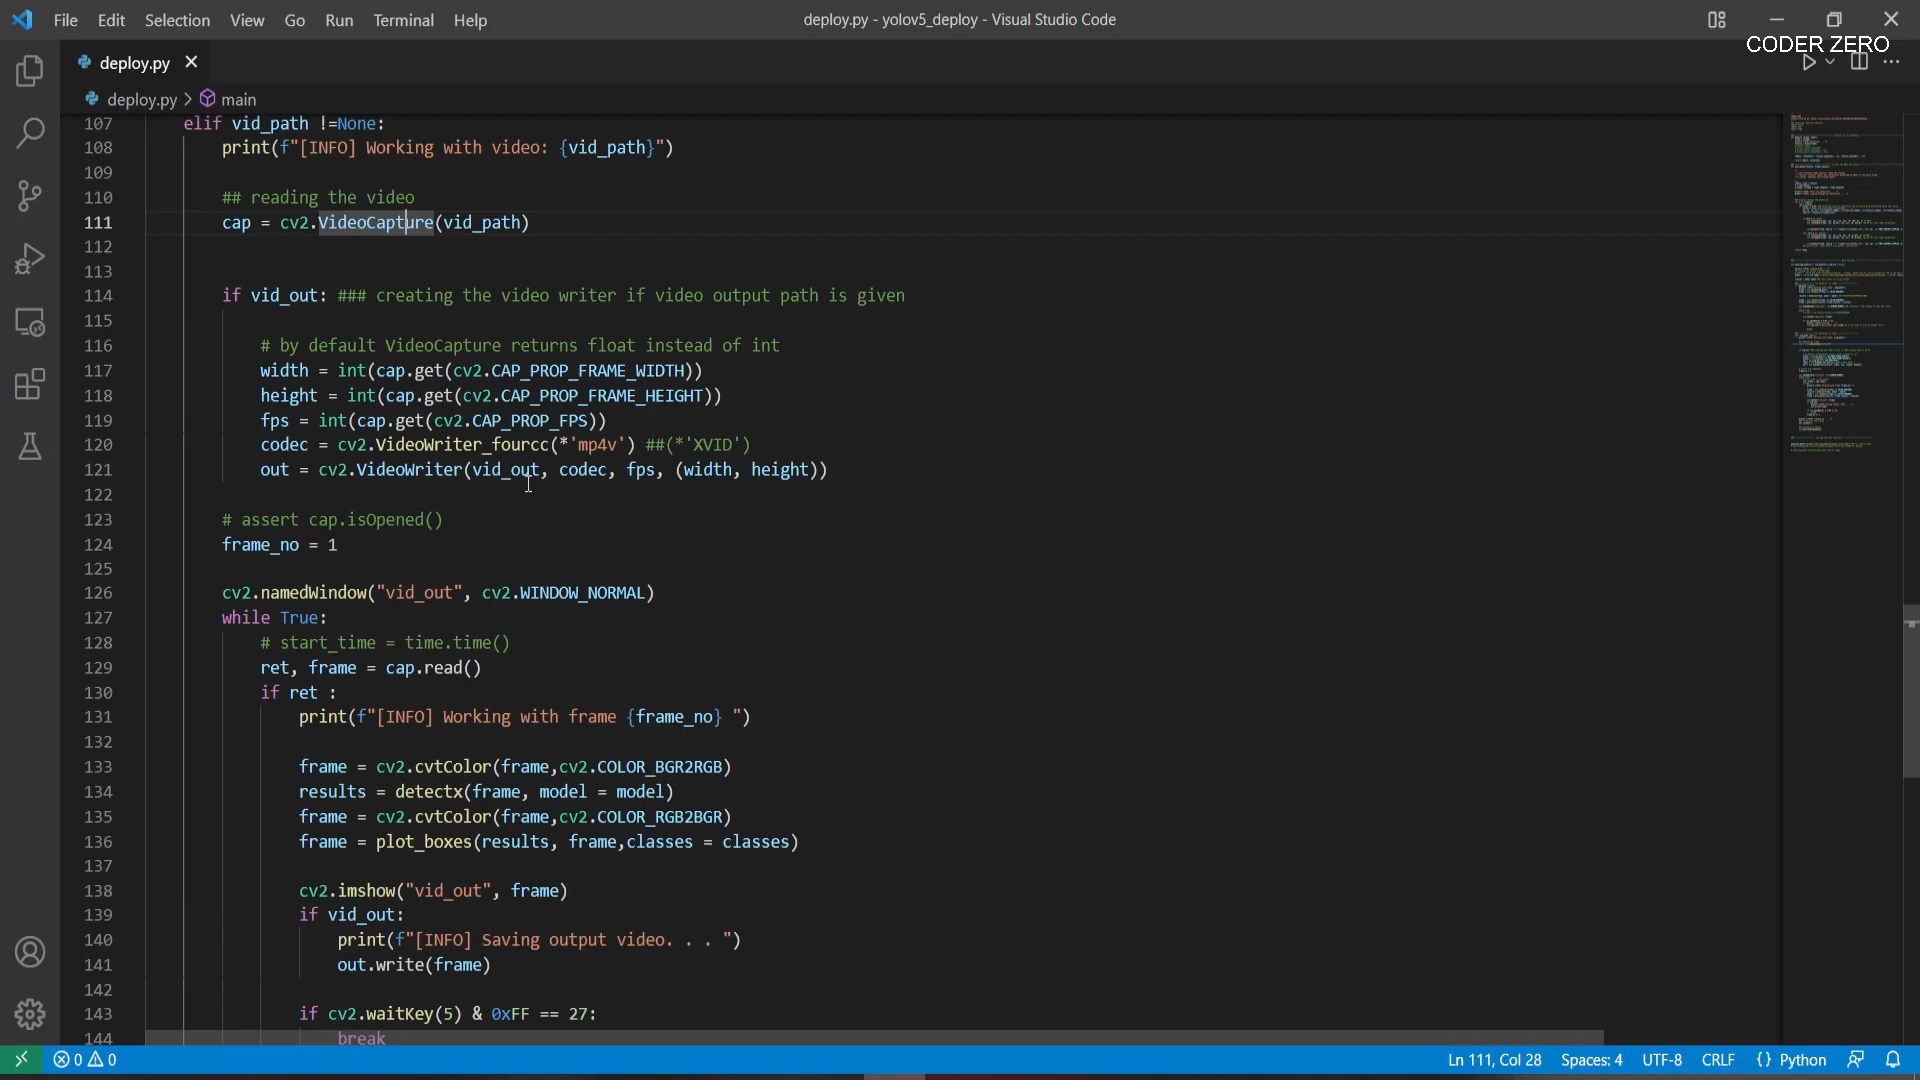 File Edit Selection View Go Run Terminal Help
deploy.py - yolov5_deploy - Visual Studio Code
CODER ZERO
deploy.py
deploy.py > main
107 elif vid_path !=None:
108 print(f"[INFO] Working with video: {vid_path}")
109
110 ## reading the video
111 cap = cv2.VideoCapture(vid_path)
112
113
114 if vid_out: ### creating the video writer if video output path is given
115
116 # by default VideoCapture returns float instead of int
117 width = int(cap.get(cv2.CAP_PROP_FRAME_WIDTH))
118 height = int(cap.get(cv2.CAP_PROP_FRAME_HEIGHT))
119 fps = int(cap.get(cv2.CAP_PROP_FPS))
120 codec = cv2.VideoWriter_fourcc(*'mp4v') ##(*'XVID')
121 out = cv2.VideoWriter(vid_out, codec, fps, (width, height))
122
123 # assert cap.isOpened()
124 frame_no = 1
125
126 cv2.namedWindow("vid_out", cv2.WINDOW_NORMAL)
127 while True:
128 # start_time = time.time()
129 ret, frame = cap.read()
130 if ret :
131 print(f"[INFO] Working with frame {frame_no} ")
132
133 frame = cv2.cvtColor(frame,cv2.COLOR_BGR2RGB)
134 results = detectx(frame, model = model)
135 frame = cv2.cvtColor(frame,cv2.COLOR_RGB2BGR)
136 frame = plot_boxes(results, frame,classes = classes)
137
138 cv2.imshow("vid_out", frame)
139 if vid_out:
140 print(f"[INFO] Saving output video. . . ")
141 out.write(frame)
142
143 if cv2.waitKey(5) & 0xFF == 27:
144 break
0 0
Ln 111, Col 28 Spaces: 4 UTF-8 CRLF {} Python